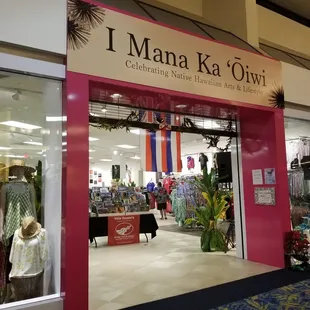 I Mana Ka ʻŌiwi
Celebrating Native Hawaiian Arts & Lifestyle